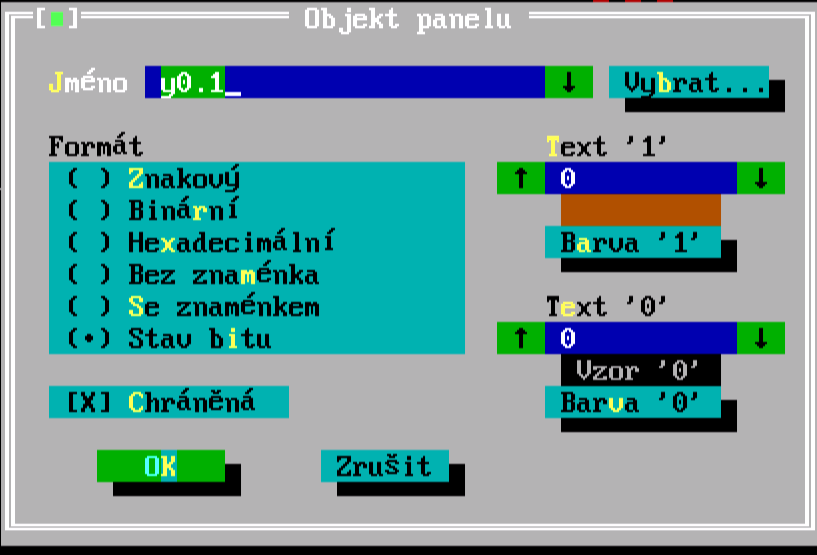 [■] Objekt panelu
Jméno y0.1_ ↓ Vybrat...
Formát
( ) Znakový
( ) Binární
( ) Hexadecimální
( ) Bez znaménka
( ) Se znaménkem
(•) Stav bitu
[X] Chráněná
OK Zrušit
Text '1'
↑ 0 ↓
Barva '1'
Text '0'
↑ 0 ↓
Vzor '0'
Barva '0'